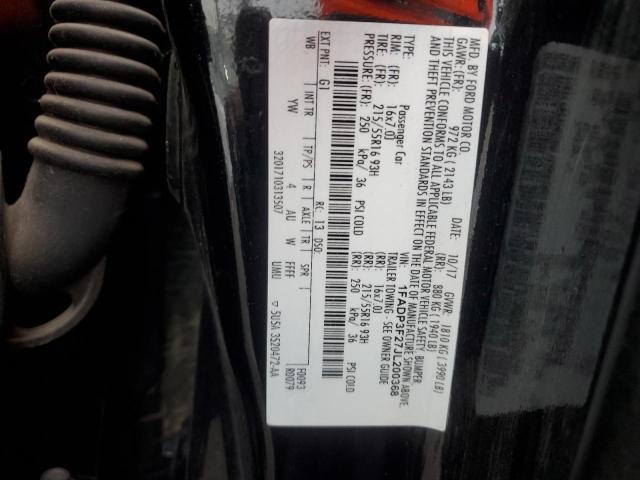 MFD. BY FORD MOTOR CO.
DATE: 10/17 GVWR: 1810 KG (3990 LB)
GAWR: (FR): 972 KG (2143 LB) (RR): 880 KG (1940 LB)
THIS VEHICLE CONFORMS TO ALL APPLICABLE FEDERAL MOTOR VEHICLE SAFETY, BUMPER
AND THEFT PREVENTION STANDARDS IN EFFECT ON THE DATE OF MANUFACTURE SHOWN ABOVE.
VIN: 1FADP3F27JL200368
TYPE: Passenger Car TRAILER TOWING - SEE OWNER GUIDE
RIM: (FR): 16x7.0J (RR): 16x7.0J
TIRE: (FR): 215/55R16 93H (RR): 215/55R16 93H
PRESSURE: (FR): 250 kPa/ 36 PSI COLD (RR): 250 kPa/ 36 PSI COLD
EXT PNT: G1 RC: 13 DSO: F0093
WB INT TR TP/PS R AXLE TR SPR R0079
YW 4 AU W FFFF UMU
3201710313507 5U5A 3S20472-AA